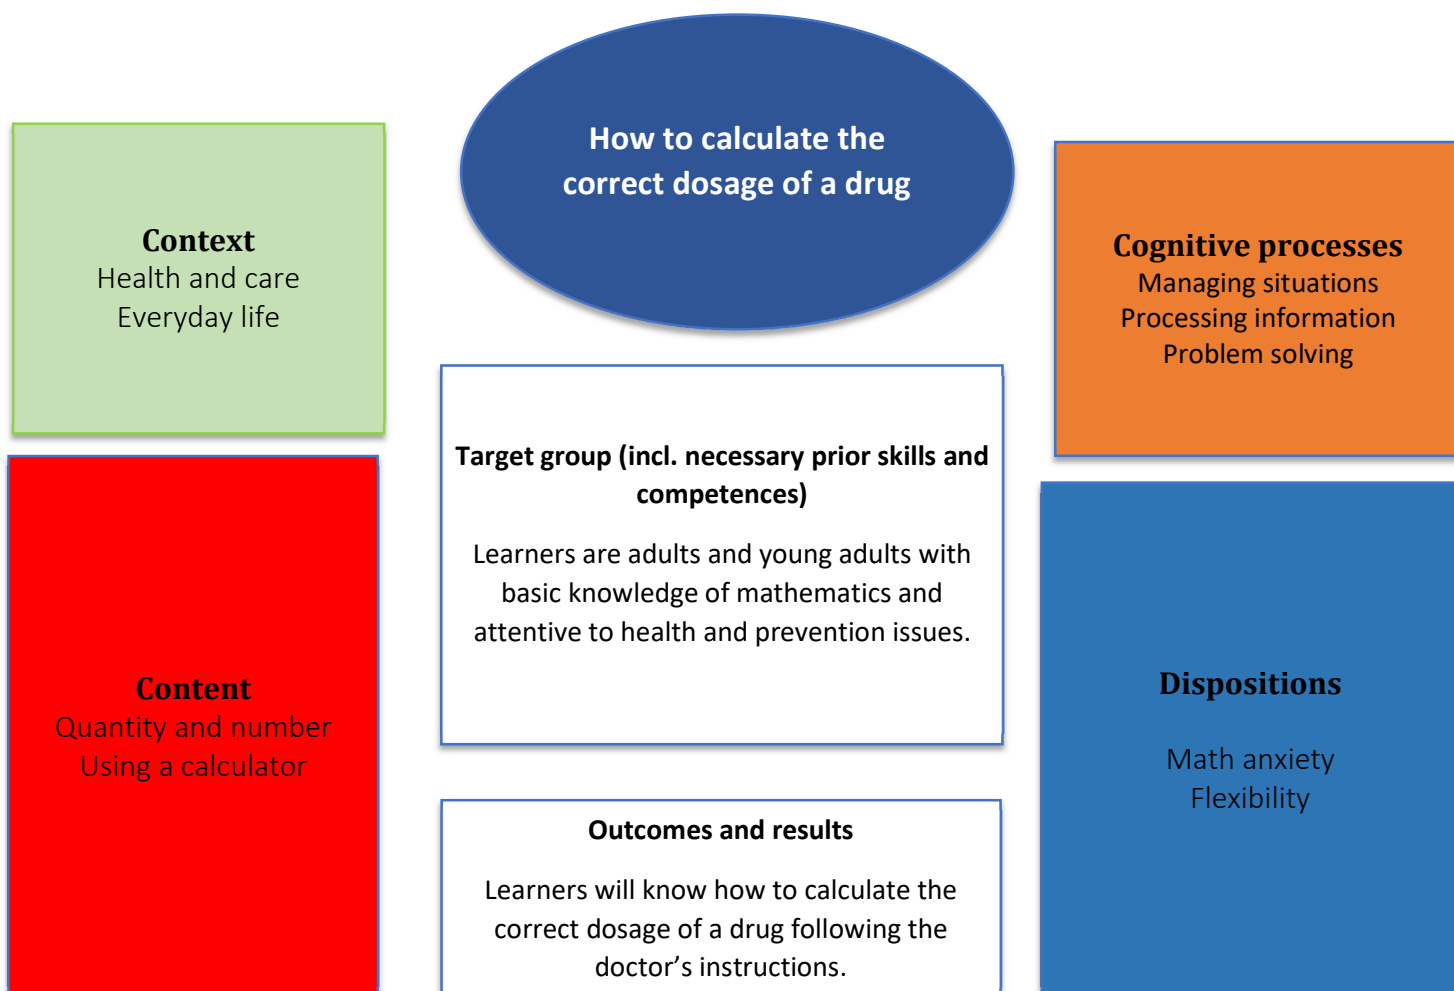 How to calculate the
correct dosage of a drug
Context
Health and care
Everyday life
Cognitive processes
Managing situations
Processing information
Problem solving
Target group (incl. necessary prior skills and
competences)
Learners are adults and young adults with
basic knowledge of mathematics and
attentive to health and prevention issues.
Content
Quantity and number
Using a calculator
Dispositions
Math anxiety
Flexibility
Outcomes and results
Learners will know how to calculate the
correct dosage of a drug following the
doctor’s instructions.